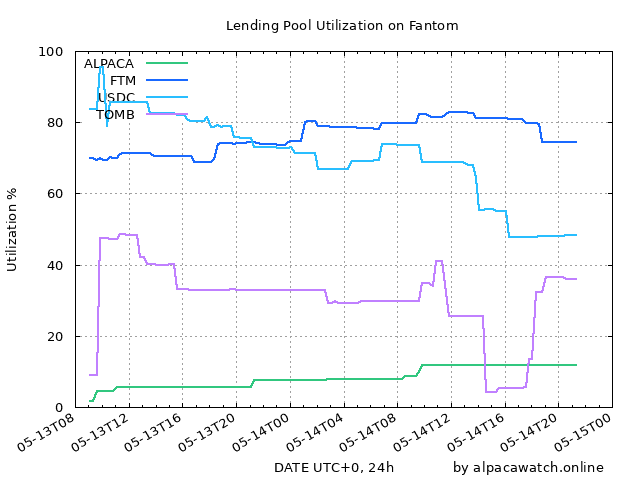 Lending Pool Utilization on Fantom
100
80
60
40
20
0
Utilization %
ALPACA
FTM
USDC
TOMB
05-13T08
05-13T12
05-13T16
05-13T20
05-14T00
05-14T04
05-14T08
05-14T12
05-14T16
05-14T20
05-15T00
DATE UTC+0, 24h
by alpacawatch.online